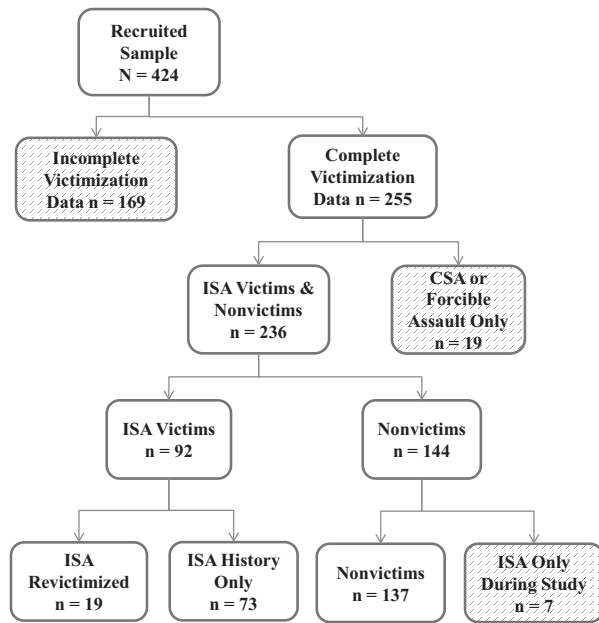 Recruited
Sample
N = 424
Incomplete
Victimization
Data n = 169
Complete
Victimization
Data n = 255
ISA Victims &
Nonvictims
n = 236
CSA or
Forcible
Assault Only
n = 19
ISA Victims
n = 92
Nonvictims
n = 144
ISA
Revictimized
n = 19
ISA History
Only
n = 73
Nonvictims
n = 137
ISA Only
During Study
n = 7